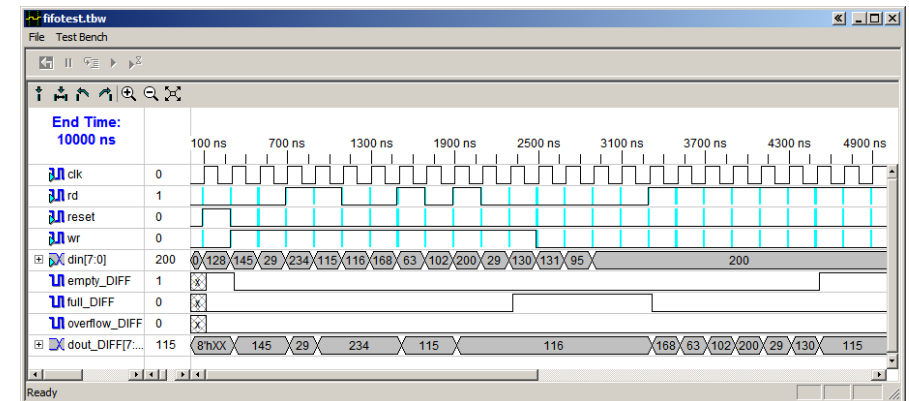 fifotest.tbw
File Test Bench
End Time:
10000 ns
100 ns 700 ns 1300 ns 1900 ns 2500 ns 3100 ns 3700 ns 4300 ns 4900 ns
clk 0
rd 1
reset 0
wr 0
din[7:0] 200 0 128 145 29 234 115 116 168 63 102 200 29 130 131 95 200
empty_DIFF 1 X
full_DIFF 0 X
overflow_DIFF 0 X
dout_DIFF[7:... 115 8'hXX 145 29 234 115 116 168 63 102 200 29 130 115
Ready